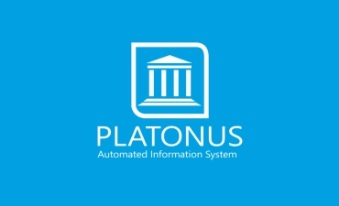 PLATONUS
Automated Information System